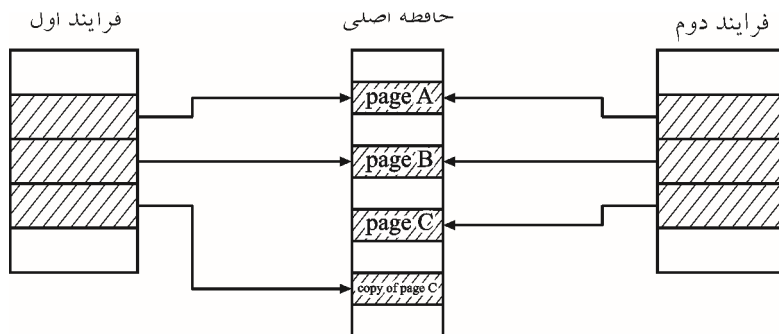 فرایند اول
حافظه اصلی
فرایند دوم
page A
page B
page C
copy of page C